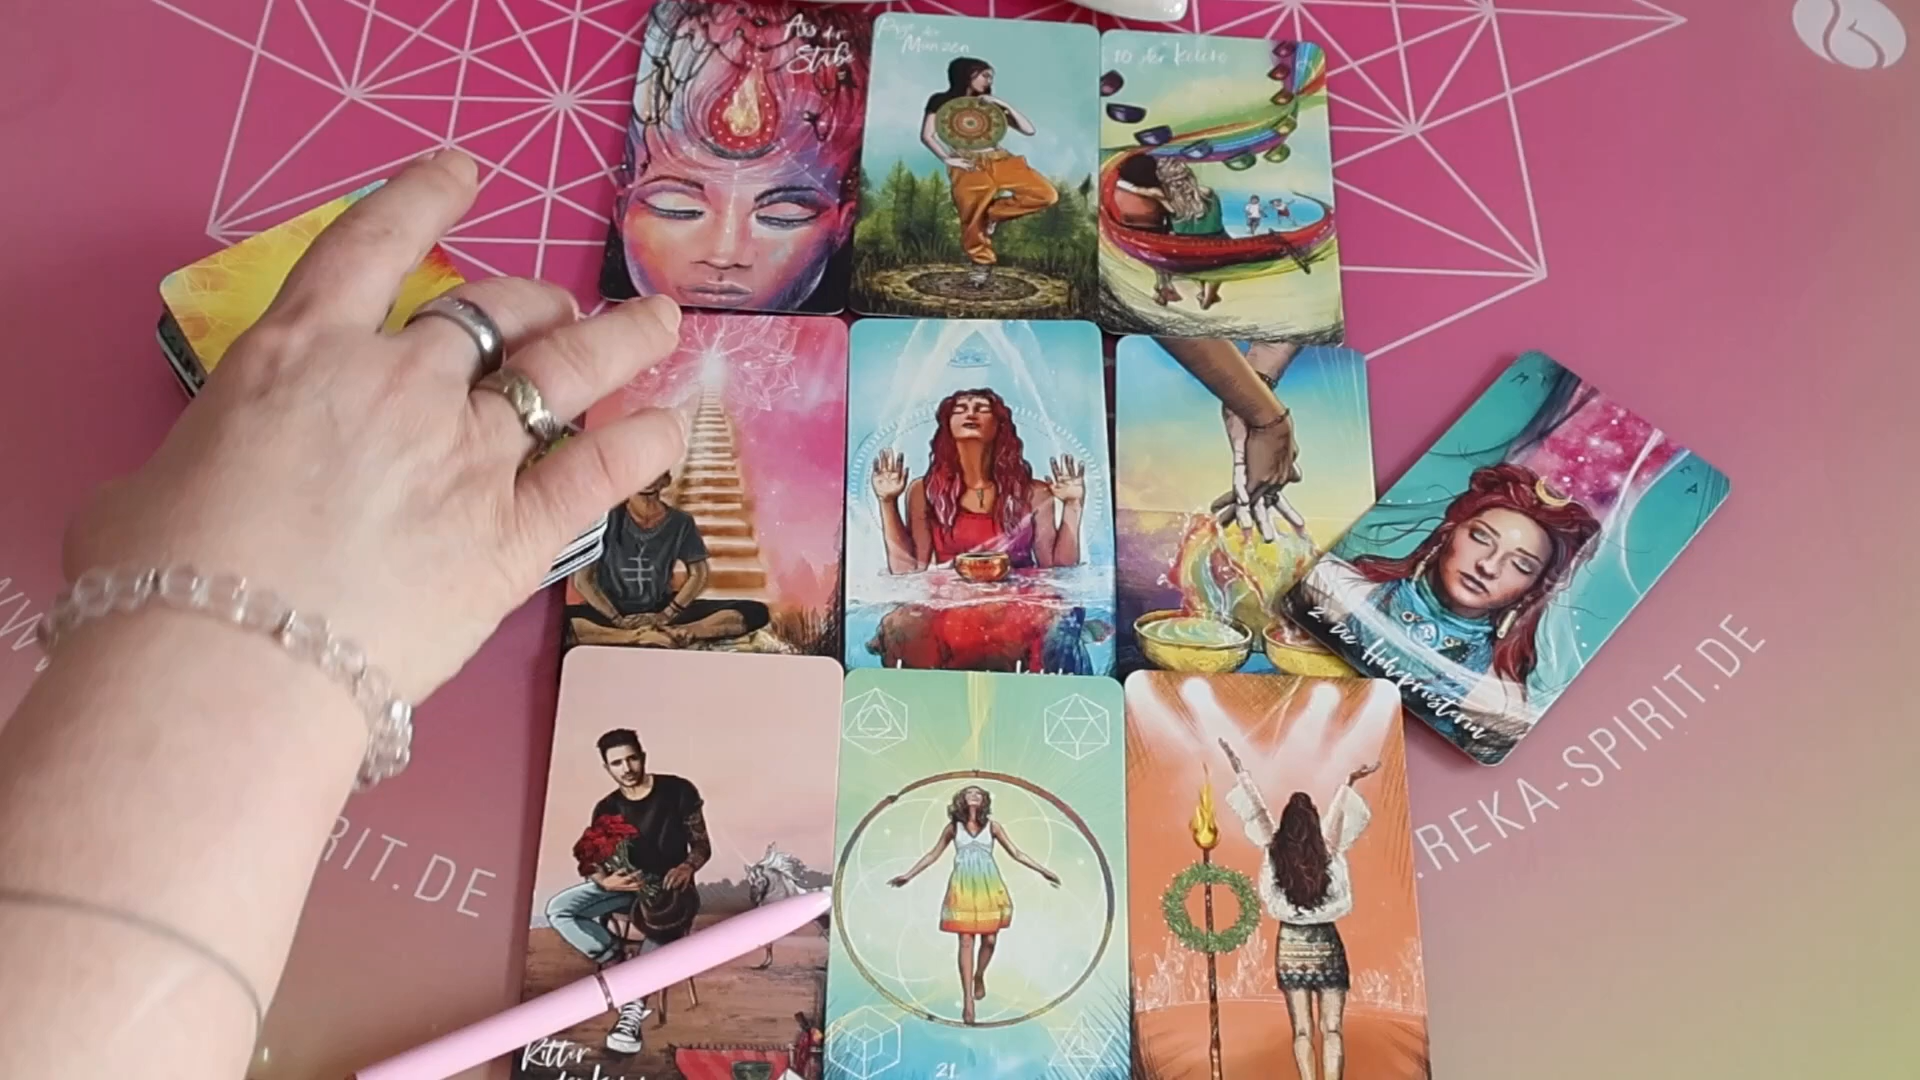 Ass der
Stäbe
Page der
Münzen
10 der Kelche
2. Die Hohepriesterin
Ritter
21.
WWW
RIT.DE
.REKA-SPIRIT.DE